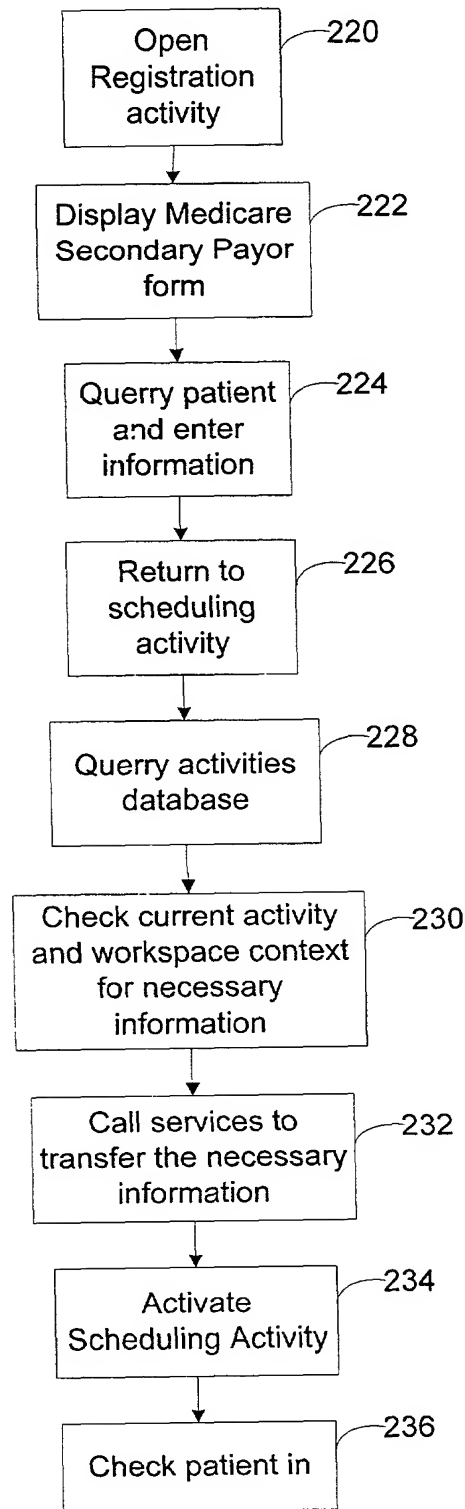 Open
Registration
activity
220
Display Medicare
Secondary Payor
form
222
Querry patient
and enter
information
224
Return to
scheduling
activity
226
Querry activities
database
228
Check current activity
and workspace context
for necessary
information
230
Call services to
transfer the necessary
information
232
Activate
Scheduling Activity
234
Check patient in
236